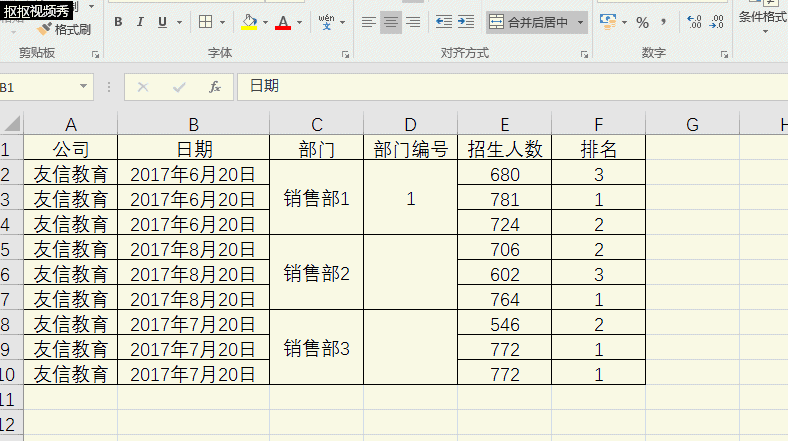 抠抠视频秀
格式刷
B I U
A
wén
文
合并后居中
%
,
条件格式
剪贴板
字体
对齐方式
数字
B1
fx
日期
A B C D E F G H
1 公司 日期 部门 部门编号 招生人数 排名
2 友信教育 2017年6月20日 680 3
3 友信教育 2017年6月20日 销售部1 1 781 1
4 友信教育 2017年6月20日 724 2
5 友信教育 2017年8月20日 706 2
6 友信教育 2017年8月20日 销售部2 602 3
7 友信教育 2017年8月20日 764 1
8 友信教育 2017年7月20日 546 2
9 友信教育 2017年7月20日 销售部3 772 1
10 友信教育 2017年7月20日 772 1
11
12